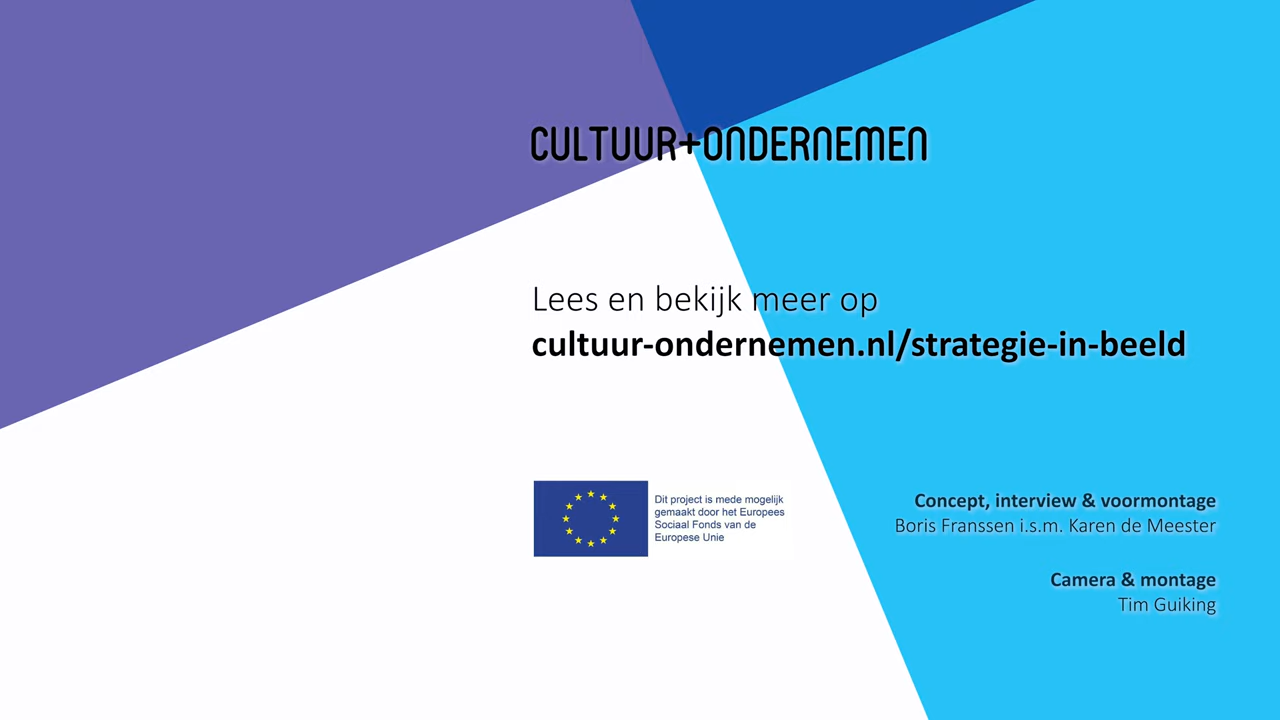 CULTUUR+ONDERNEMEN
Lees en bekijk meer op
cultuur-ondernemen.nl/strategie-in-beeld
Dit project is mede mogelijk
gemaakt door het Europees
Sociaal Fonds van de
Europese Unie
Concept, interview & voormontage
Boris Franssen i.s.m. Karen de Meester
Camera & montage
Tim Guiking